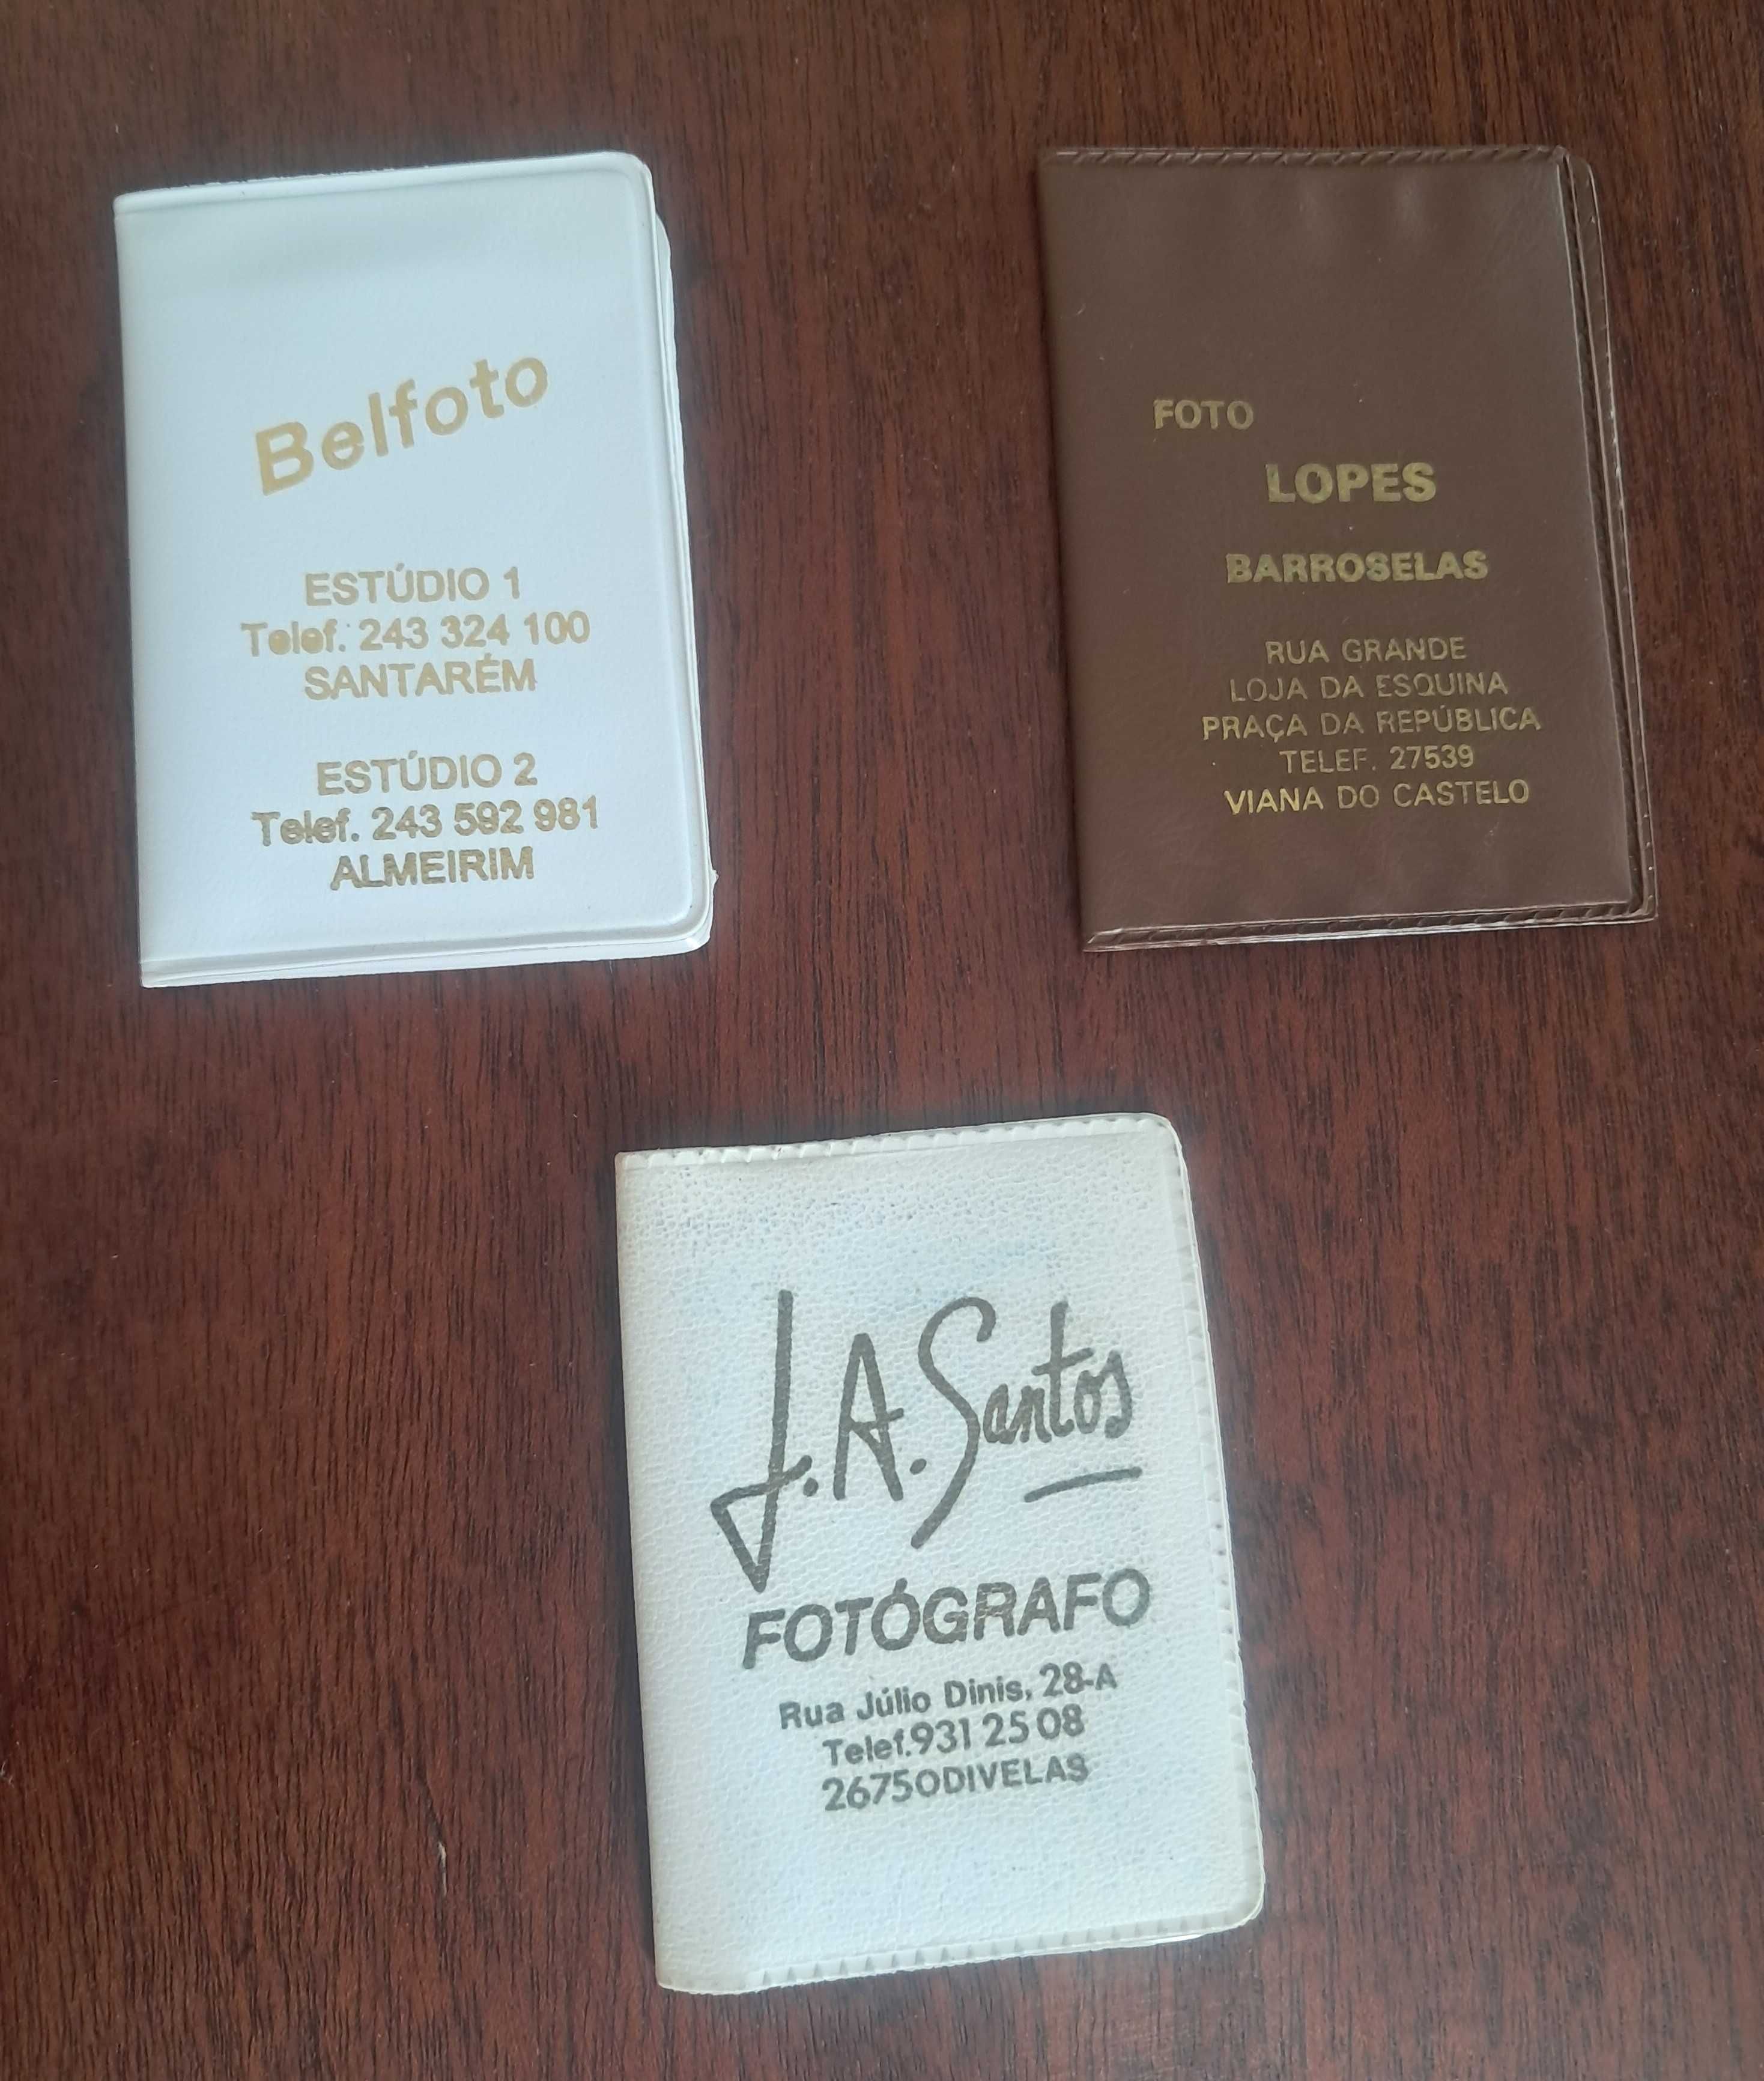 Belfoto
ESTÚDIO 1
Telef. 243 324 100
SANTARÉM
ESTÚDIO 2
Telef. 243 592 981
ALMEIRIM
FOTO
LOPES
BARROSELAS
RUA GRANDE
LOJA DA ESQUINA
PRAÇA DA REPÚBLICA
TELEF. 27539
VIANA DO CASTELO
J.A. Santos
FOTÓGRAFO
Rua Júlio Dinis, 28-A
Telef.931 25 08
2675ODIVELAS